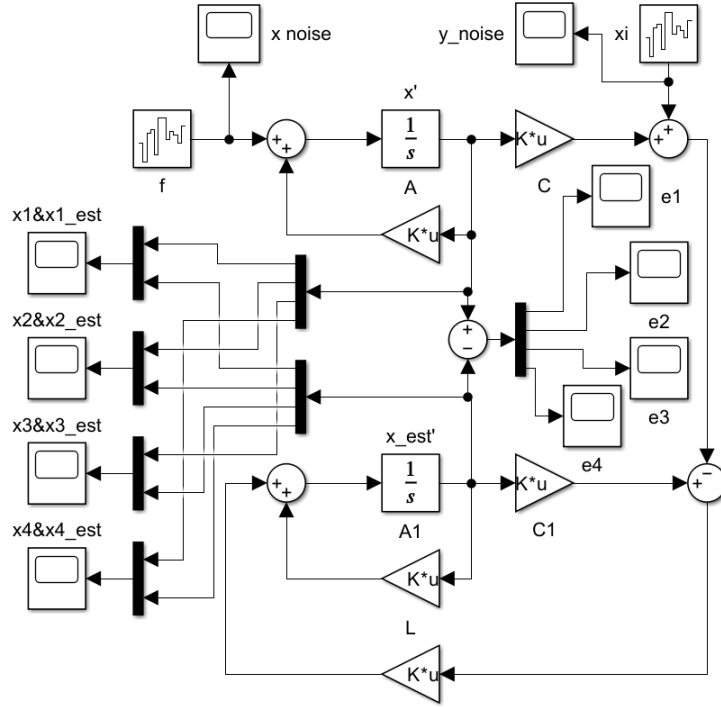 x noise
y_noise
xi
x'
1
s
K*u
f
A
C
e1
x1&x1_est
K*u
e2
x2&x2_est
e3
x3&x3_est
x_est'
e4
1
s
K*u
x4&x4_est
A1
C1
K*u
L
K*u